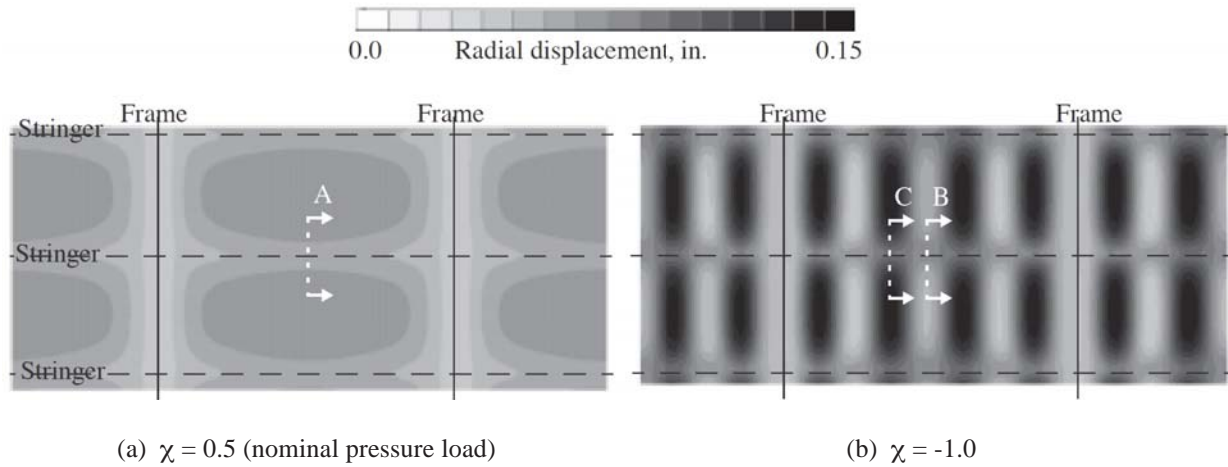 0.0 Radial displacement, in. 0.15
Frame Frame Frame Frame
Stringer
A
C B
Stringer
Stringer
(a) χ = 0.5 (nominal pressure load) (b) χ = -1.0